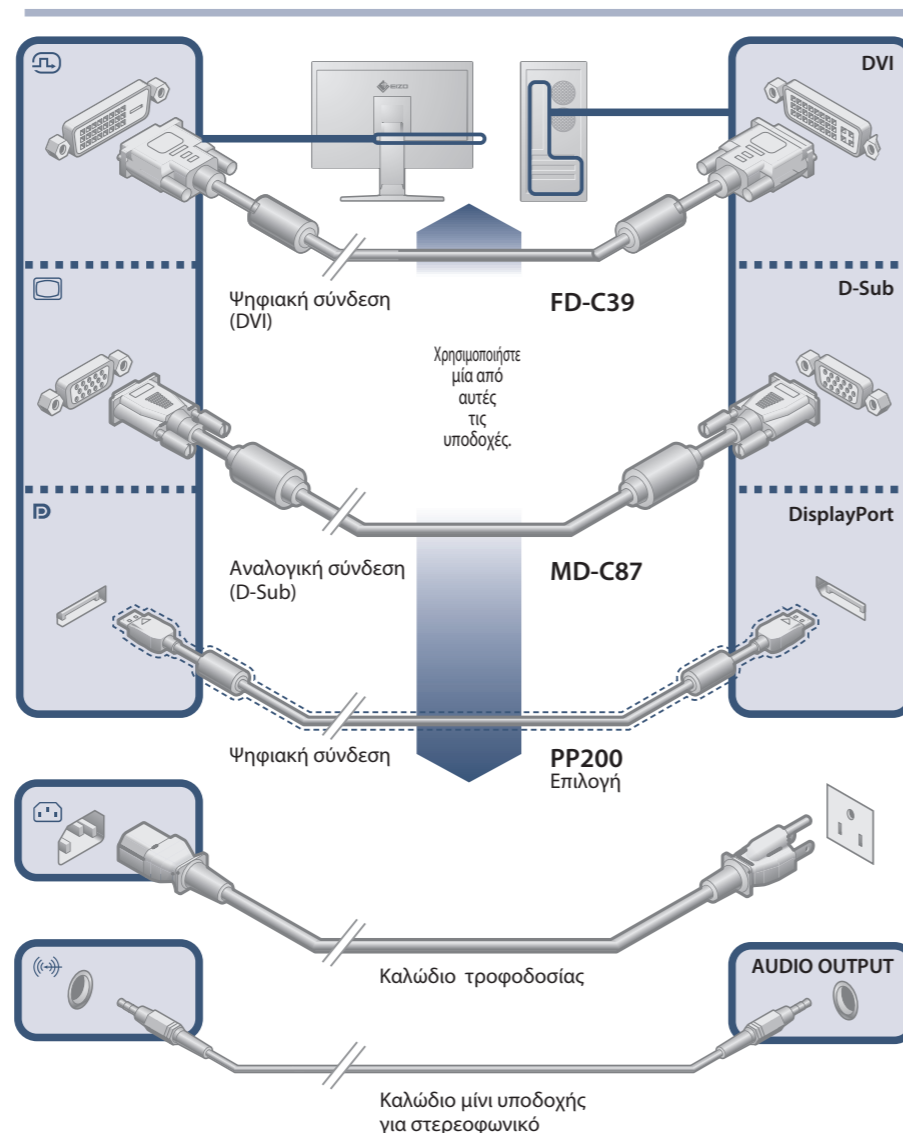 EIZO
DVI
Ψηφιακή σύνδεση
(DVI)
FD-C39
D-Sub
Χρησιμοποιήστε
μία από
αυτές
τις
υποδοχές.
Αναλογική σύνδεση
(D-Sub)
MD-C87
DisplayPort
Ψηφιακή σύνδεση
PP200
Επιλογή
Καλώδιο τροφοδοσίας
AUDIO OUTPUT
Καλώδιο μίνι υποδοχής
για στερεοφωνικό